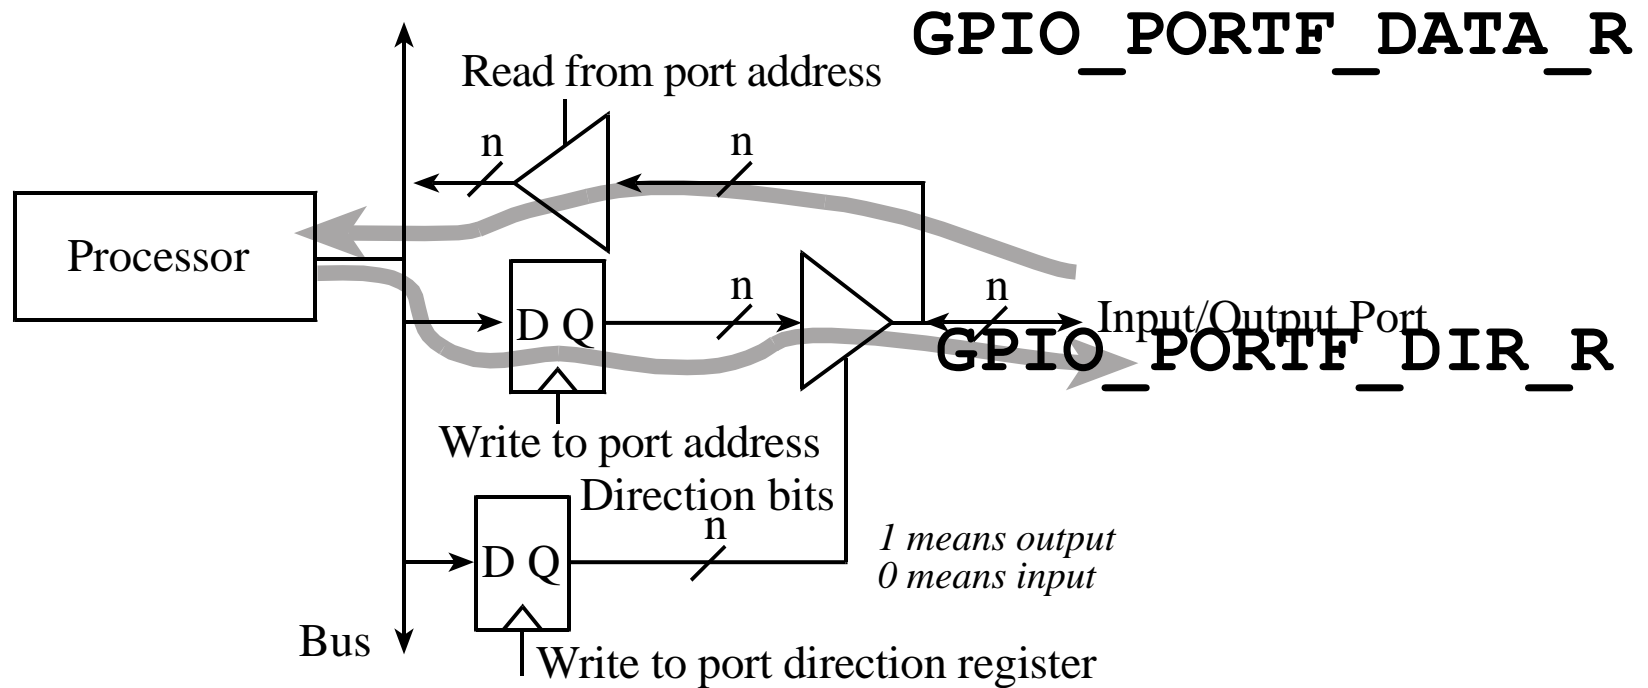 GPIO_PORTF_DATA_R
Read from port address
n
n
Processor
n
n
D Q
Input/Output Port
GPIO_PORTF_DIR_R
Write to port address
Direction bits
n
1 means output
0 means input
D Q
Bus
Write to port direction register